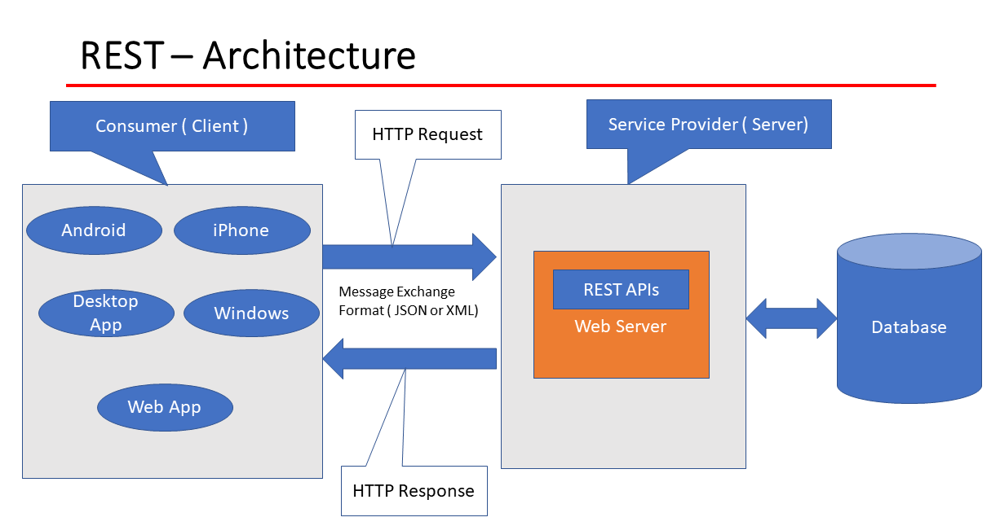 REST – Architecture
Consumer ( Client )
HTTP Request
Service Provider ( Server)
Android
iPhone
Desktop
App
Windows
Web App
Message Exchange
Format ( JSON or XML)
HTTP Response
REST APIs
Web Server
Database